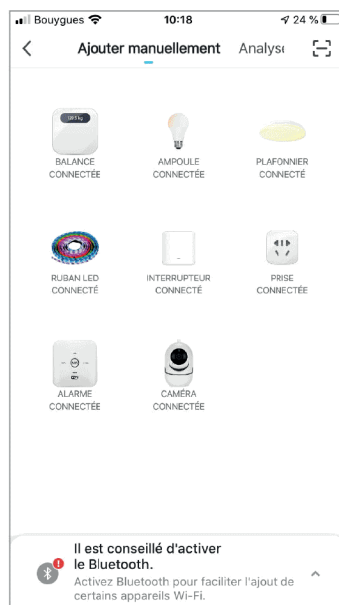 Bouygues 10:18 24 %
Ajouter manuellement
BALANCE
CONNECTÉE
AMPOULE
CONNECTÉE
PLAFONNIER
CONNECTÉ
RUBAN LED
CONNECTÉ
INTERRUPTEUR
CONNECTÉ
PRISE
CONNECTÉE
ALARME
CONNECTÉE
CAMÉRA
CONNECTÉE
Il est conseillé d'activer
le Bluetooth.
Activez Bluetooth pour faciliter l'ajout de
certains appareils Wi-Fi.